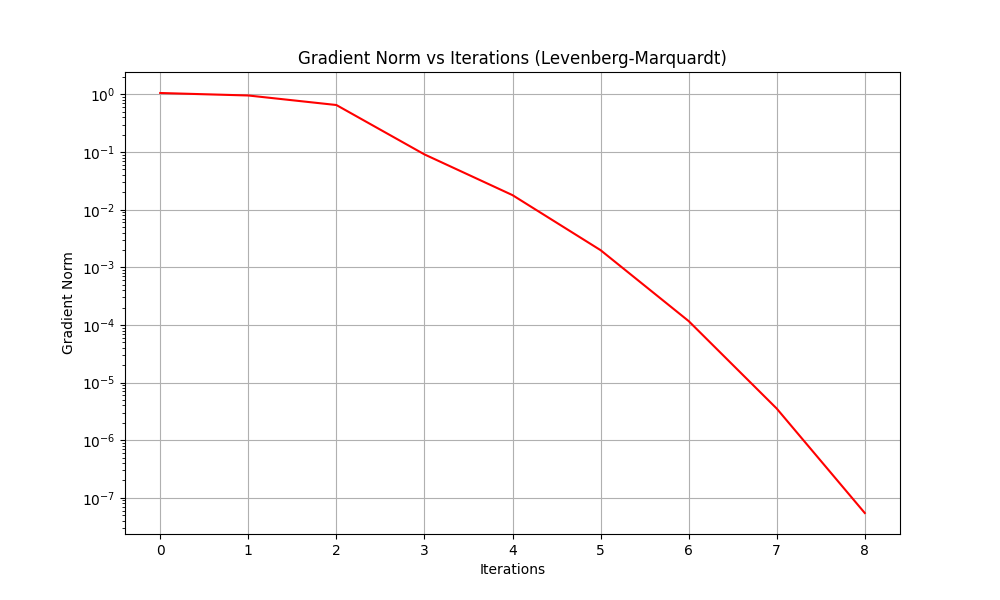 Gradient Norm vs Iterations (Levenberg-Marquardt)
Gradient Norm
10⁰
10⁻¹
10⁻²
10⁻³
10⁻⁴
10⁻⁵
10⁻⁶
10⁻⁷
0 1 2 3 4 5 6 7 8
Iterations